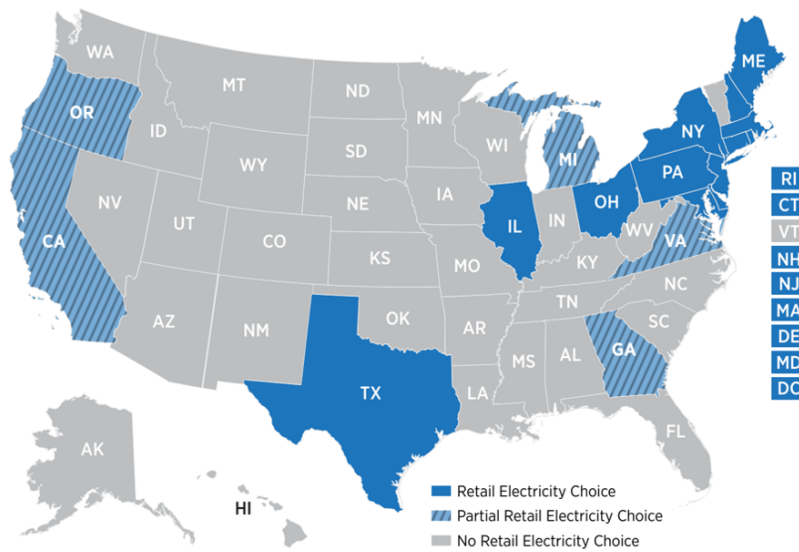 WA
MT
ND
MN
ME
OR
ID
SD
WI
NY
WY
MI
PA
IA
NE
NV
OH
IL
IN
UT
RI
CT
VT
NH
NJ
MA
DE
MD
DC
CA
CO
WV
VA
KS
MO
KY
NC
TN
AZ
NM
OK
AR
SC
GA
MS
AL
TX
LA
FL
AK
HI
Retail Electricity Choice
Partial Retail Electricity Choice
No Retail Electricity Choice